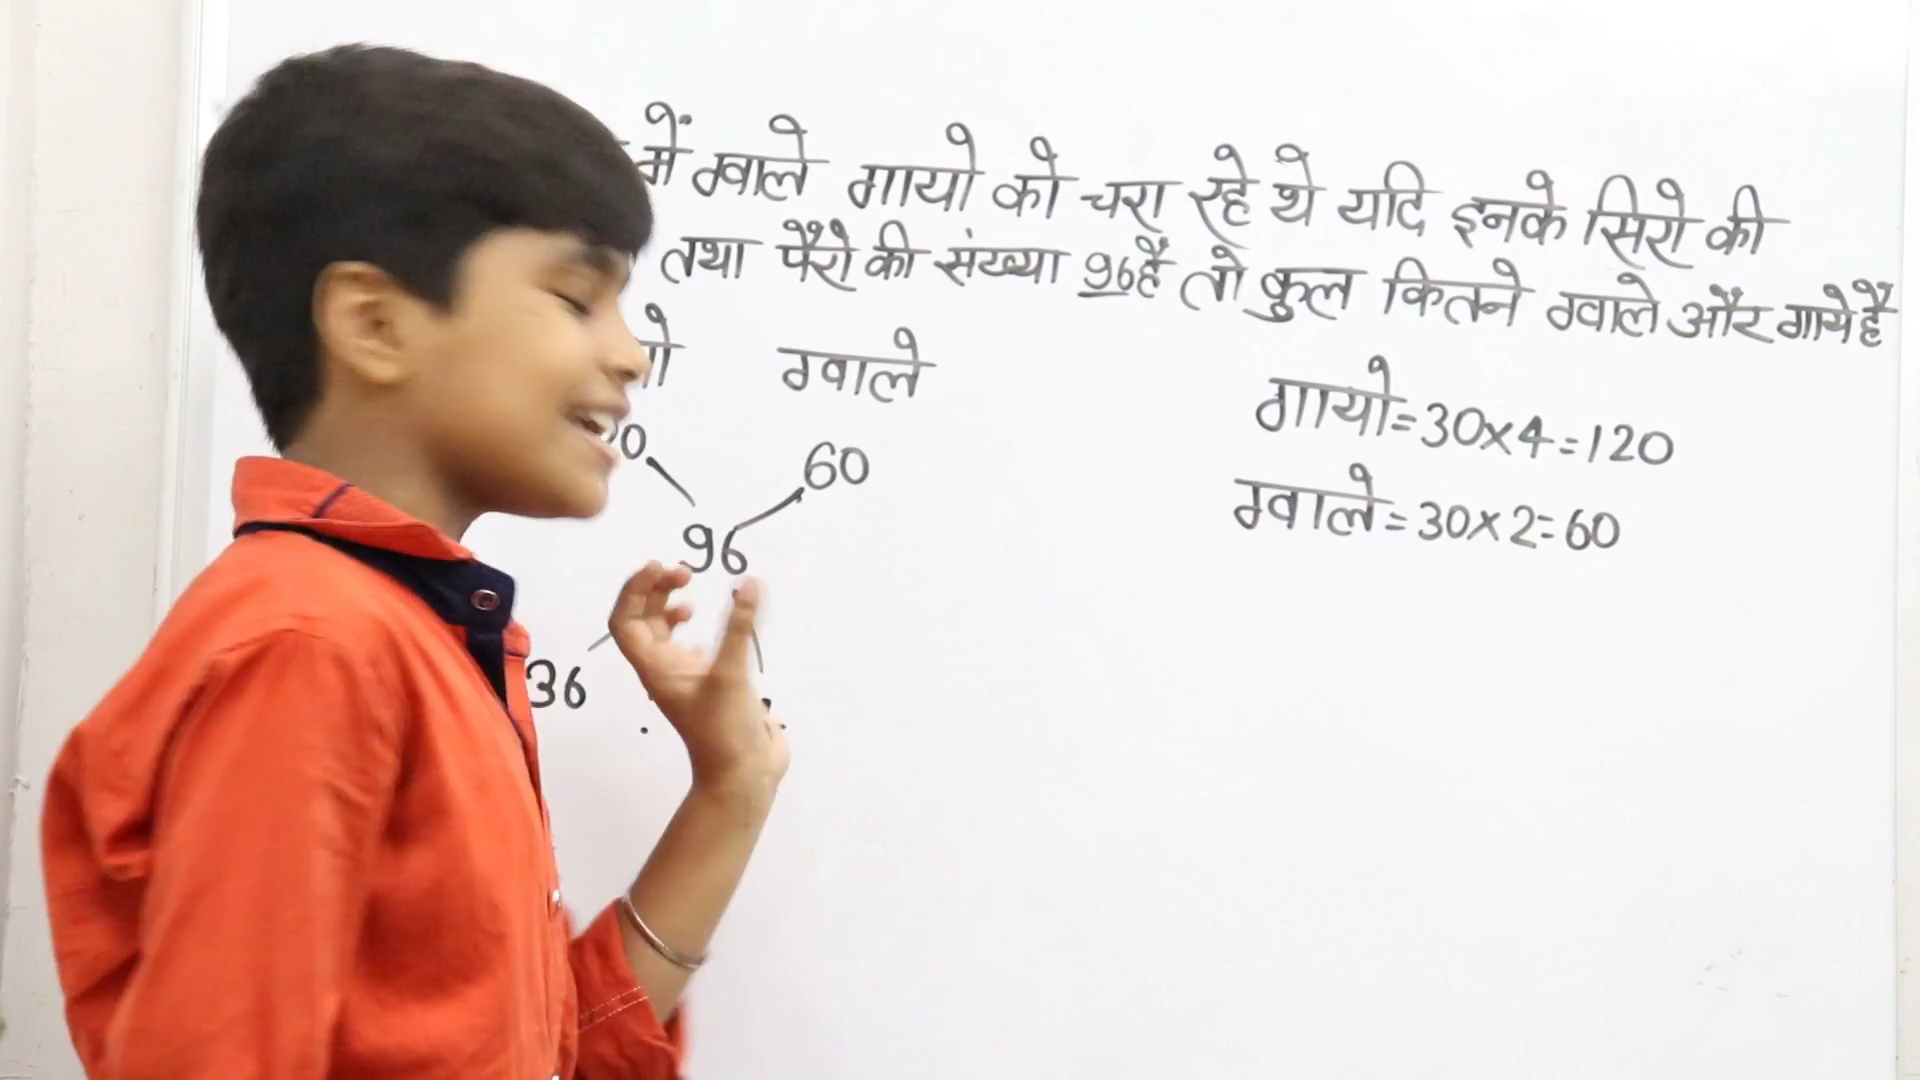 में ग्वाले गायो को चरा रहे थे यदि इनके सिरो की
तथा पैरो की संख्या 96 है तो कुल कितने ग्वाले और गाये है
ग्वाले
गायो=30×4=120
60
96
ग्वाले=30×2=60
36